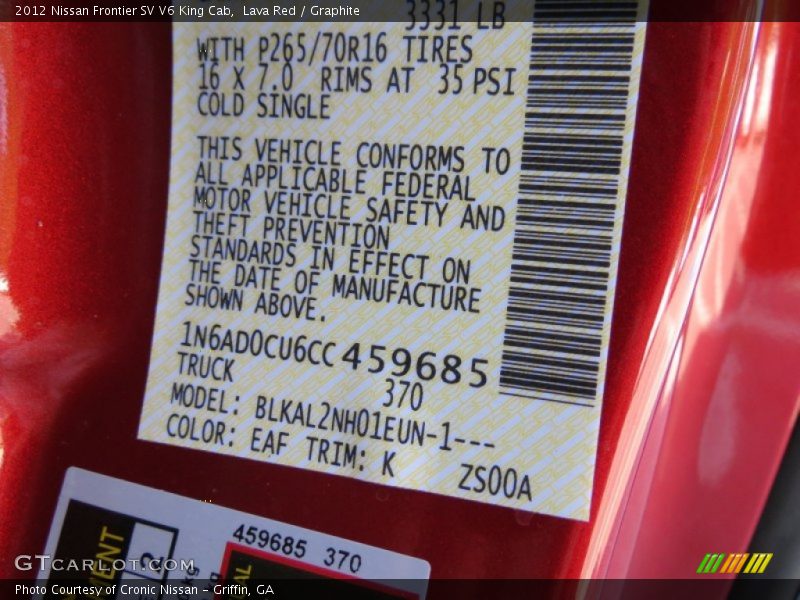 2012 Nissan Frontier SV V6 King Cab,  Lava Red / Graphite
3331 LB
WITH P265/70R16 TIRES
16 X 7.0 RIMS AT 35 PSI
COLD SINGLE
THIS VEHICLE CONFORMS TO
ALL APPLICABLE FEDERAL
MOTOR VEHICLE SAFETY AND
THEFT PREVENTION
STANDARDS IN EFFECT ON
THE DATE OF MANUFACTURE
SHOWN ABOVE.
1N6AD0CU6CC459685
TRUCK
370
MODEL: BLKAL2NH01EUN-1---
COLOR: EAF TRIM: K ZS00A
459685 370
GTCARLOT.COM
Photo Courtesy of Cronic Nissan - Griffin, GA